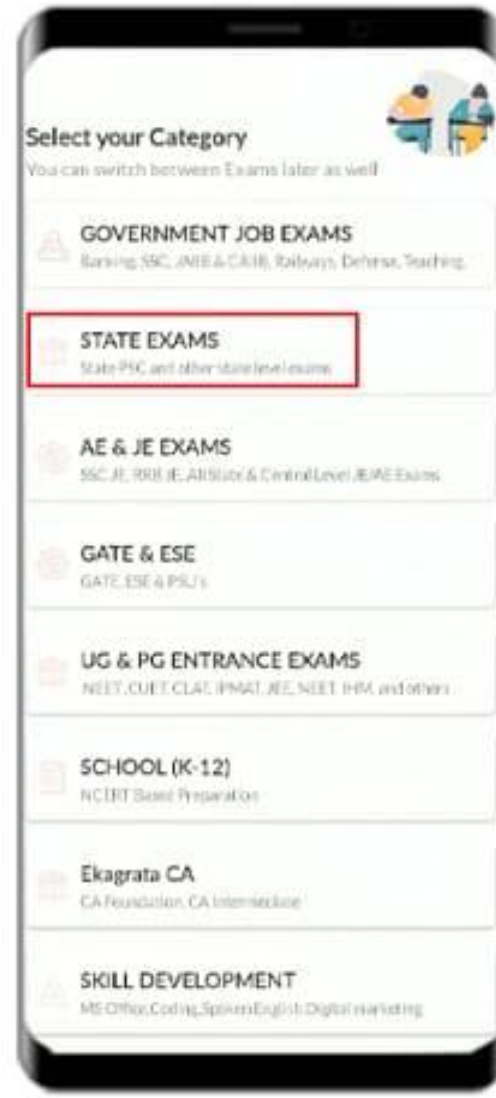 Select your Category
You can switch between Exams later as well
GOVERNMENT JOB EXAMS
Banking, SSC, JAIIB & CAIIB, Railways, Defense, Teaching,
STATE EXAMS
State PSC and other state level exams
AE & JE EXAMS
SSC JE, RRB JE, All State & Central Level JE/AE Exams
GATE & ESE
GATE, ESE & PSU's
UG & PG ENTRANCE EXAMS
NEET, CUET, CLAT, IPMAT, JEE, NEET, IHM, and others
SCHOOL (K-12)
NCERT Based Preparation
Ekagrata CA
CA Foundation, CA Intermediate
SKILL DEVELOPMENT
MS Office, Coding, Spoken English, Digital marketing